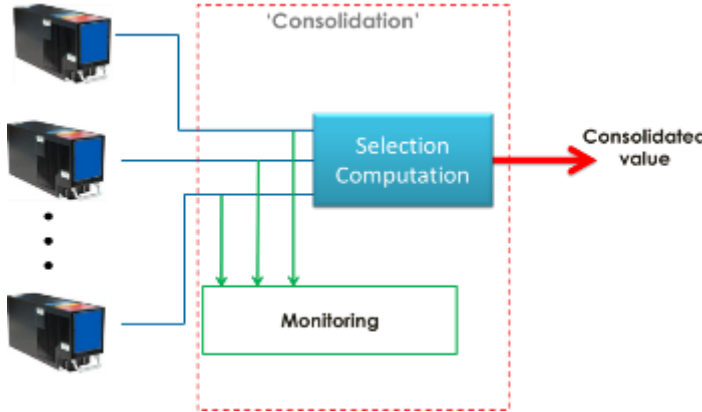 'Consolidation'
Selection
Computation
Consolidated
value
Monitoring